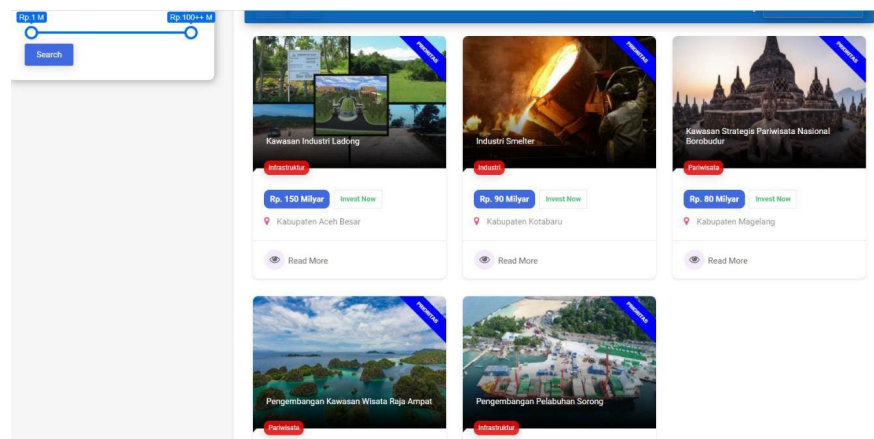 Rp.1 M
Rp.100++ M
Search
PRIORITAS
Kawasan Industri Ladong
Infrastruktur
Rp. 150 Milyar
Invest Now
Kabupaten Aceh Besar
Read More
PRIORITAS
Industri Smelter
Industri
Rp. 90 Milyar
Invest Now
Kabupaten Kotabaru
Read More
PRIORITAS
Kawasan Strategis Pariwisata Nasional
Borobudur
Pariwisata
Rp. 80 Milyar
Invest Now
Kabupaten Magelang
Read More
PRIORITAS
Pengembangan Kawasan Wisata Raja Ampat
Pariwisata
PRIORITAS
Pengembangan Pelabuhan Sorong
Infrastruktur